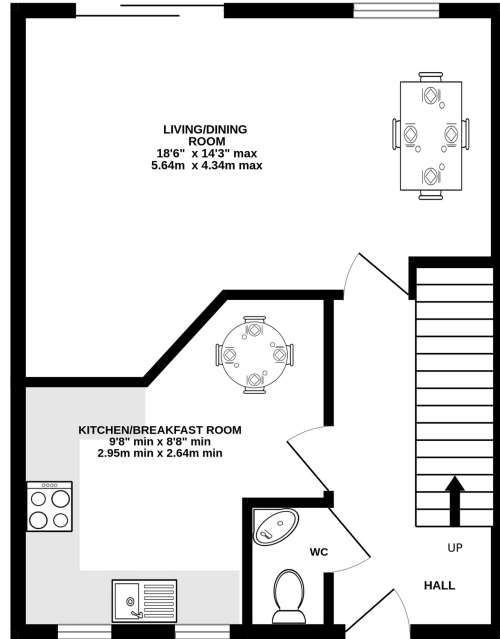 LIVING/DINING
ROOM
18'6" x 14'3" max
5.64m x 4.34m max
KITCHEN/BREAKFAST ROOM
9'8" min x 8'8" min
2.95m min x 2.64m min
WC
UP
HALL